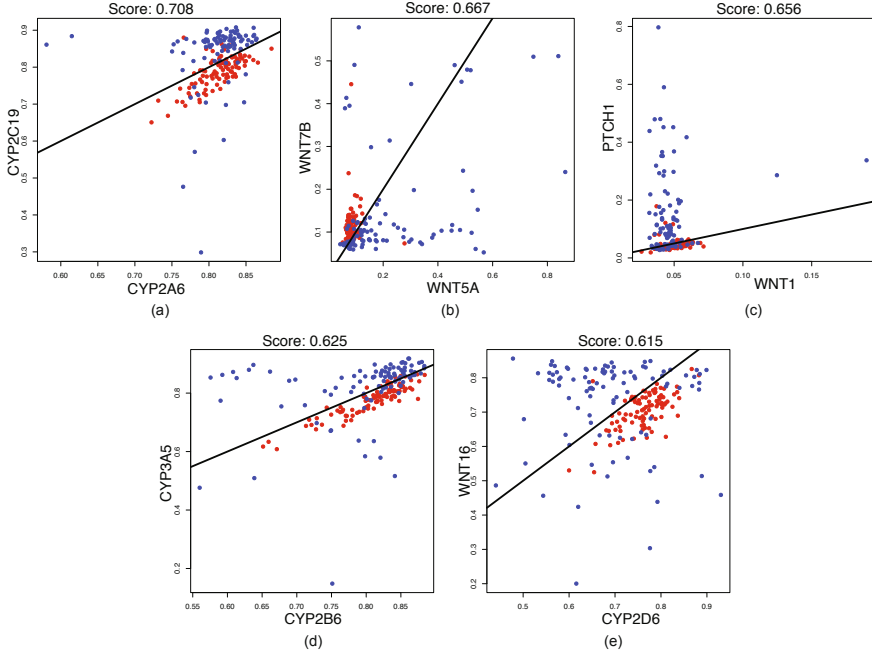 Score: 0.708
CYP2C19
0.9
0.8
0.7
0.6
0.5
0.4
0.3
0.60
0.65
0.70
0.75
0.80
0.85
CYP2A6
(a)
Score: 0.667
WNT7B
0.5
0.4
0.3
0.2
0.1
0.2
0.4
0.6
0.8
WNT5A
(b)
Score: 0.656
PTCH1
0.8
0.6
0.4
0.2
0.0
0.05
0.10
0.15
WNT1
(c)
Score: 0.625
CYP3A5
0.8
0.6
0.4
0.2
0.55
0.60
0.65
0.70
0.75
0.80
0.85
CYP2B6
(d)
Score: 0.615
WNT16
0.8
0.7
0.6
0.5
0.4
0.3
0.2
0.5
0.6
0.7
0.8
0.9
CYP2D6
(e)